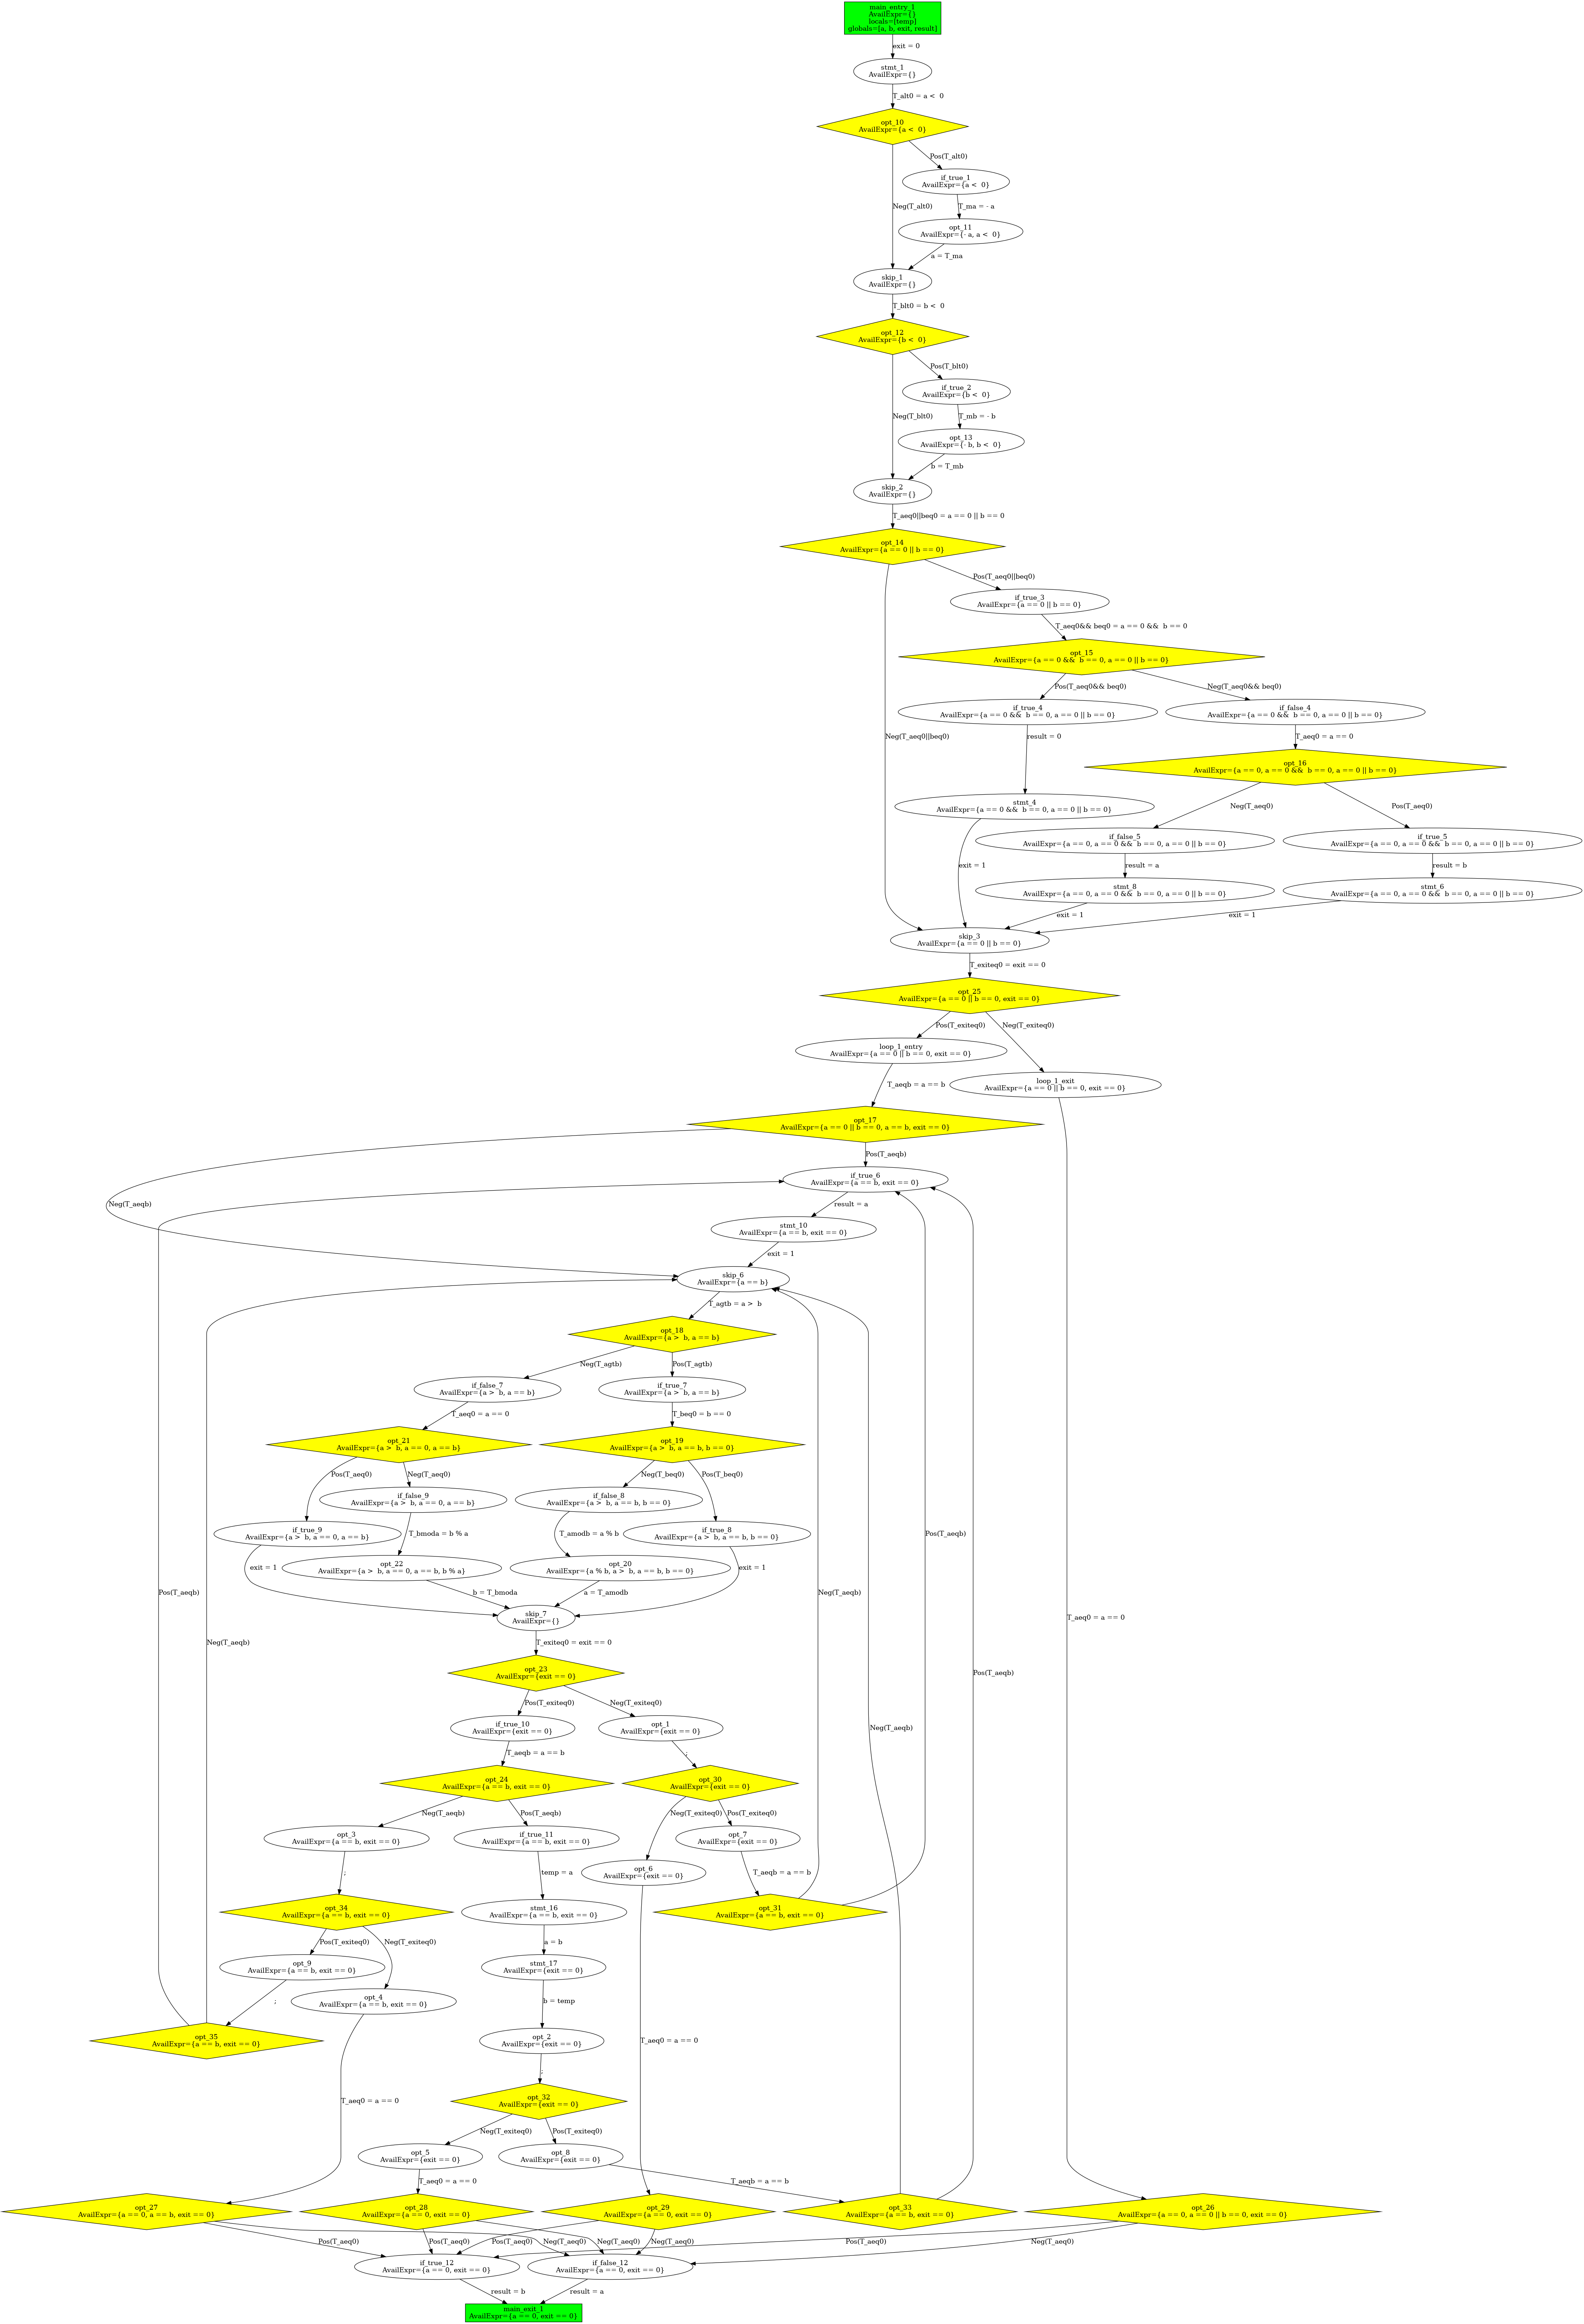 main_entry_1
AvailExpr={}
locals=[temp]
globals=[a, b, exit, result]
exit = 0
stmt_1
AvailExpr={}
T_alt0 = a <  0
opt_10
AvailExpr={a <  0}
Pos(T_alt0)
if_true_1
AvailExpr={a <  0}
Neg(T_alt0)
T_ma = - a
opt_11
AvailExpr={- a, a <  0}
a = T_ma
skip_1
AvailExpr={}
T_blt0 = b <  0
opt_12
AvailExpr={b <  0}
Pos(T_blt0)
if_true_2
AvailExpr={b <  0}
Neg(T_blt0)
T_mb = - b
opt_13
AvailExpr={- b, b <  0}
b = T_mb
skip_2
AvailExpr={}
T_aeq0||beq0 = a == 0 || b == 0
opt_14
AvailExpr={a == 0 || b == 0}
Pos(T_aeq0||beq0)
if_true_3
AvailExpr={a == 0 || b == 0}
T_aeq0&& beq0 = a == 0 &&  b == 0
opt_15
AvailExpr={a == 0 &&  b == 0, a == 0 || b == 0}
Pos(T_aeq0&& beq0)
Neg(T_aeq0&& beq0)
if_true_4
AvailExpr={a == 0 &&  b == 0, a == 0 || b == 0}
if_false_4
AvailExpr={a == 0 &&  b == 0, a == 0 || b == 0}
Neg(T_aeq0||beq0)
result = 0
T_aeq0 = a == 0
opt_16
AvailExpr={a == 0, a == 0 &&  b == 0, a == 0 || b == 0}
stmt_4
AvailExpr={a == 0 &&  b == 0, a == 0 || b == 0}
Neg(T_aeq0)
Pos(T_aeq0)
if_false_5
AvailExpr={a == 0, a == 0 &&  b == 0, a == 0 || b == 0}
if_true_5
AvailExpr={a == 0, a == 0 &&  b == 0, a == 0 || b == 0}
exit = 1
result = a
result = b
stmt_8
AvailExpr={a == 0, a == 0 &&  b == 0, a == 0 || b == 0}
stmt_6
AvailExpr={a == 0, a == 0 &&  b == 0, a == 0 || b == 0}
exit = 1
exit = 1
skip_3
AvailExpr={a == 0 || b == 0}
T_exiteq0 = exit == 0
opt_25
AvailExpr={a == 0 || b == 0, exit == 0}
Pos(T_exiteq0)
Neg(T_exiteq0)
loop_1_entry
AvailExpr={a == 0 || b == 0, exit == 0}
loop_1_exit
AvailExpr={a == 0 || b == 0, exit == 0}
T_aeqb = a == b
opt_17
AvailExpr={a == 0 || b == 0, a == b, exit == 0}
Pos(T_aeqb)
if_true_6
AvailExpr={a == b, exit == 0}
Neg(T_aeqb)
result = a
stmt_10
AvailExpr={a == b, exit == 0}
exit = 1
skip_6
AvailExpr={a == b}
T_agtb = a >  b
opt_18
AvailExpr={a >  b, a == b}
Neg(T_agtb)
Pos(T_agtb)
if_false_7
AvailExpr={a >  b, a == b}
if_true_7
AvailExpr={a >  b, a == b}
T_aeq0 = a == 0
T_beq0 = b == 0
opt_21
AvailExpr={a >  b, a == 0, a == b}
opt_19
AvailExpr={a >  b, a == b, b == 0}
Pos(T_aeq0)
Neg(T_aeq0)
Neg(T_beq0)
Pos(T_beq0)
if_false_9
AvailExpr={a >  b, a == 0, a == b}
if_false_8
AvailExpr={a >  b, a == b, b == 0}
if_true_9
AvailExpr={a >  b, a == 0, a == b}
T_bmoda = b % a
T_amodb = a % b
if_true_8
AvailExpr={a >  b, a == b, b == 0}
Pos(T_aeqb)
exit = 1
opt_22
AvailExpr={a >  b, a == 0, a == b, b % a}
opt_20
AvailExpr={a % b, a >  b, a == b, b == 0}
exit = 1
Pos(T_aeqb)
Neg(T_aeqb)
b = T_bmoda
a = T_amodb
skip_7
AvailExpr={}
T_aeq0 = a == 0
Neg(T_aeqb)
T_exiteq0 = exit == 0
opt_23
AvailExpr={exit == 0}
Pos(T_aeqb)
Pos(T_exiteq0)
Neg(T_exiteq0)
if_true_10
AvailExpr={exit == 0}
opt_1
AvailExpr={exit == 0}
Neg(T_aeqb)
T_aeqb = a == b
;
opt_24
AvailExpr={a == b, exit == 0}
opt_30
AvailExpr={exit == 0}
Neg(T_aeqb)
Pos(T_aeqb)
Neg(T_exiteq0)
Pos(T_exiteq0)
opt_3
AvailExpr={a == b, exit == 0}
if_true_11
AvailExpr={a == b, exit == 0}
opt_7
AvailExpr={exit == 0}
;
temp = a
opt_6
AvailExpr={exit == 0}
T_aeqb = a == b
opt_34
AvailExpr={a == b, exit == 0}
stmt_16
AvailExpr={a == b, exit == 0}
opt_31
AvailExpr={a == b, exit == 0}
Pos(T_exiteq0)
Neg(T_exiteq0)
a = b
opt_9
AvailExpr={a == b, exit == 0}
stmt_17
AvailExpr={exit == 0}
;
opt_4
AvailExpr={a == b, exit == 0}
b = temp
opt_35
AvailExpr={a == b, exit == 0}
opt_2
AvailExpr={exit == 0}
T_aeq0 = a == 0
;
T_aeq0 = a == 0
opt_32
AvailExpr={exit == 0}
Neg(T_exiteq0)
Pos(T_exiteq0)
opt_5
AvailExpr={exit == 0}
opt_8
AvailExpr={exit == 0}
T_aeq0 = a == 0
T_aeqb = a == b
opt_27
AvailExpr={a == 0, a == b, exit == 0}
opt_28
AvailExpr={a == 0, exit == 0}
opt_29
AvailExpr={a == 0, exit == 0}
opt_33
AvailExpr={a == b, exit == 0}
opt_26
AvailExpr={a == 0, a == 0 || b == 0, exit == 0}
Pos(T_aeq0)
Pos(T_aeq0)
Pos(T_aeq0)
Neg(T_aeq0)
Neg(T_aeq0)
Neg(T_aeq0)
Pos(T_aeq0)
Neg(T_aeq0)
if_true_12
AvailExpr={a == 0, exit == 0}
if_false_12
AvailExpr={a == 0, exit == 0}
result = b
result = a
main_exit_1
AvailExpr={a == 0, exit == 0}